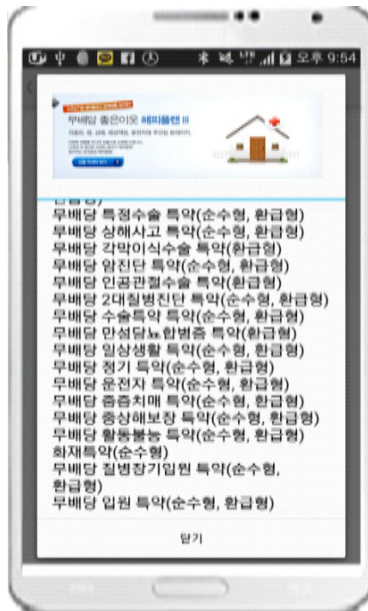 오후 9:54
무배당 좋은이웃 해피플랜 III
환급형)
무배당 특정수술 특약(순수형, 환급형)
무배당 상해사고 특약(순수형, 환급형)
무배당 각막이식수술 특약(환급형)
무배당 암진단 특약(순수형, 환급형)
무배당 인공관절수술 특약(환급형)
무배당 2대질병진단 특약(순수형, 환급형)
무배당 수술특약 특약(순수형, 환급형)
무배당 만성당뇨합병증 특약(환급형)
무배당 일상생활 특약(순수형, 환급형)
무배당 정기 특약(순수형, 환급형)
무배당 운전자 특약(순수형, 환급형)
무배당 중증치매 특약(순수형, 환급형)
무배당 중상해보장 특약(순수형, 환급형)
무배당 활동불능 특약(순수형, 환급형)
화재특약(순수형)
무배당 질병장기입원 특약(순수형,
환급형)
무배당 입원 특약(순수형, 환급형)
닫기